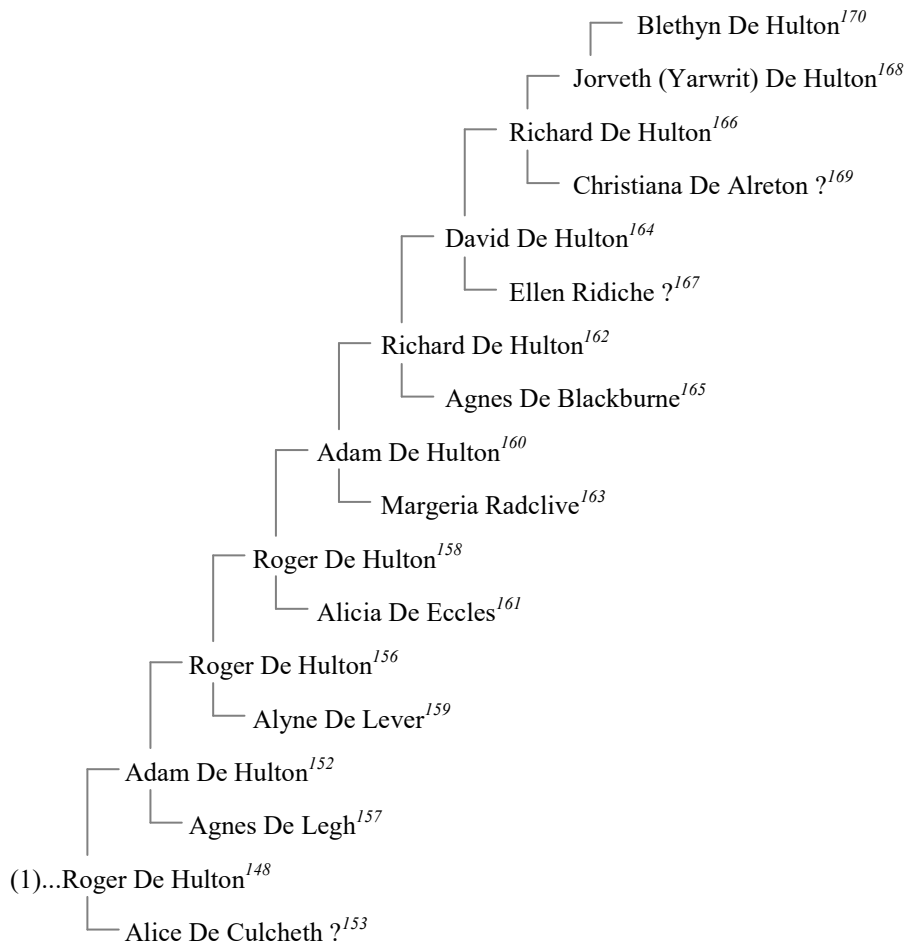 Blethyn De Hulton170
Jorveth (Yarwrit) De Hulton168
Richard De Hulton166
Christiana De Alreton ?169
David De Hulton164
Ellen Ridiche ?167
Richard De Hulton162
Agnes De Blackburne165
Adam De Hulton160
Margeria Radclive163
Roger De Hulton158
Alicia De Eccles161
Roger De Hulton156
Alyne De Lever159
Adam De Hulton152
Agnes De Legh157
(1)...Roger De Hulton148
Alice De Culcheth ?153